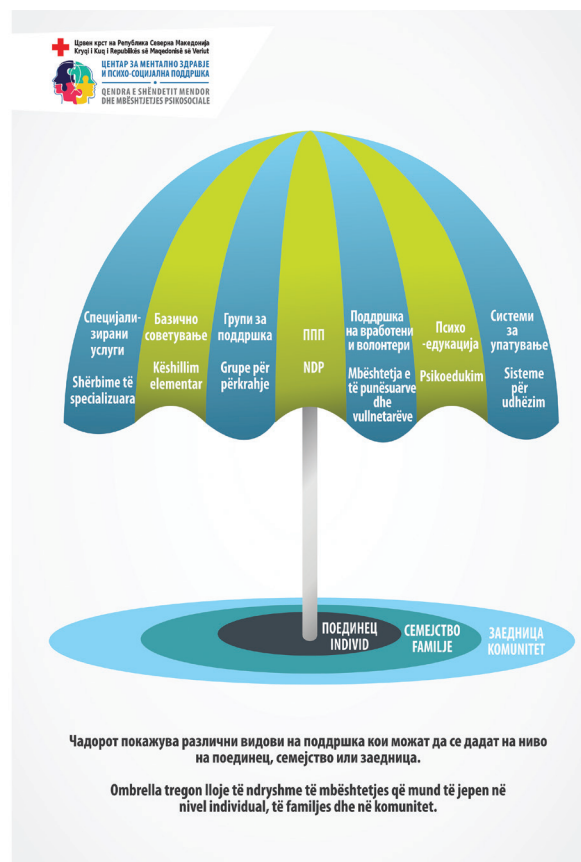 Црвен крст на Република Северна Македонија
Kryqi i Kuq i Republikës së Maqedonisë së Veriut
ЦЕНТАР ЗА МЕНТАЛНО ЗДРАВЈЕ
И ПСИХО-СОЦИЈАЛНА ПОДДРШКА
QENDRA E SHËNDETIT MENDOR
DHE MBËSHTJETJES PSIKOSOCIALE
Специјали-
зирани
услуги
Shërbime të
specializuara
Базично
советување
Këshillim
elementar
Групи за
поддршка
Grupe për
përkrahje
ППП
NDP
Поддршка
на вработени
и волонтери
Mbështetja e
të punësuarve
dhe
vullnetarëve
Психо
-едукација
Psikoedukim
Системи
за
упатување
Sisteme
për
udhëzim
ПОЕДИНЕЦ
INDIVID
СЕМЕЈСТВО
FAMILJE
ЗАЕДНИЦА
KOMUNITET
Чадорот покажува различни видови на поддршка кои можат да се дадат на ниво
на поединец, семејство или заедница.
Ombrella tregon lloje të ndryshme të mbështetjes që mund të jepen në
nivel individual, të familjes dhe në komunitet.